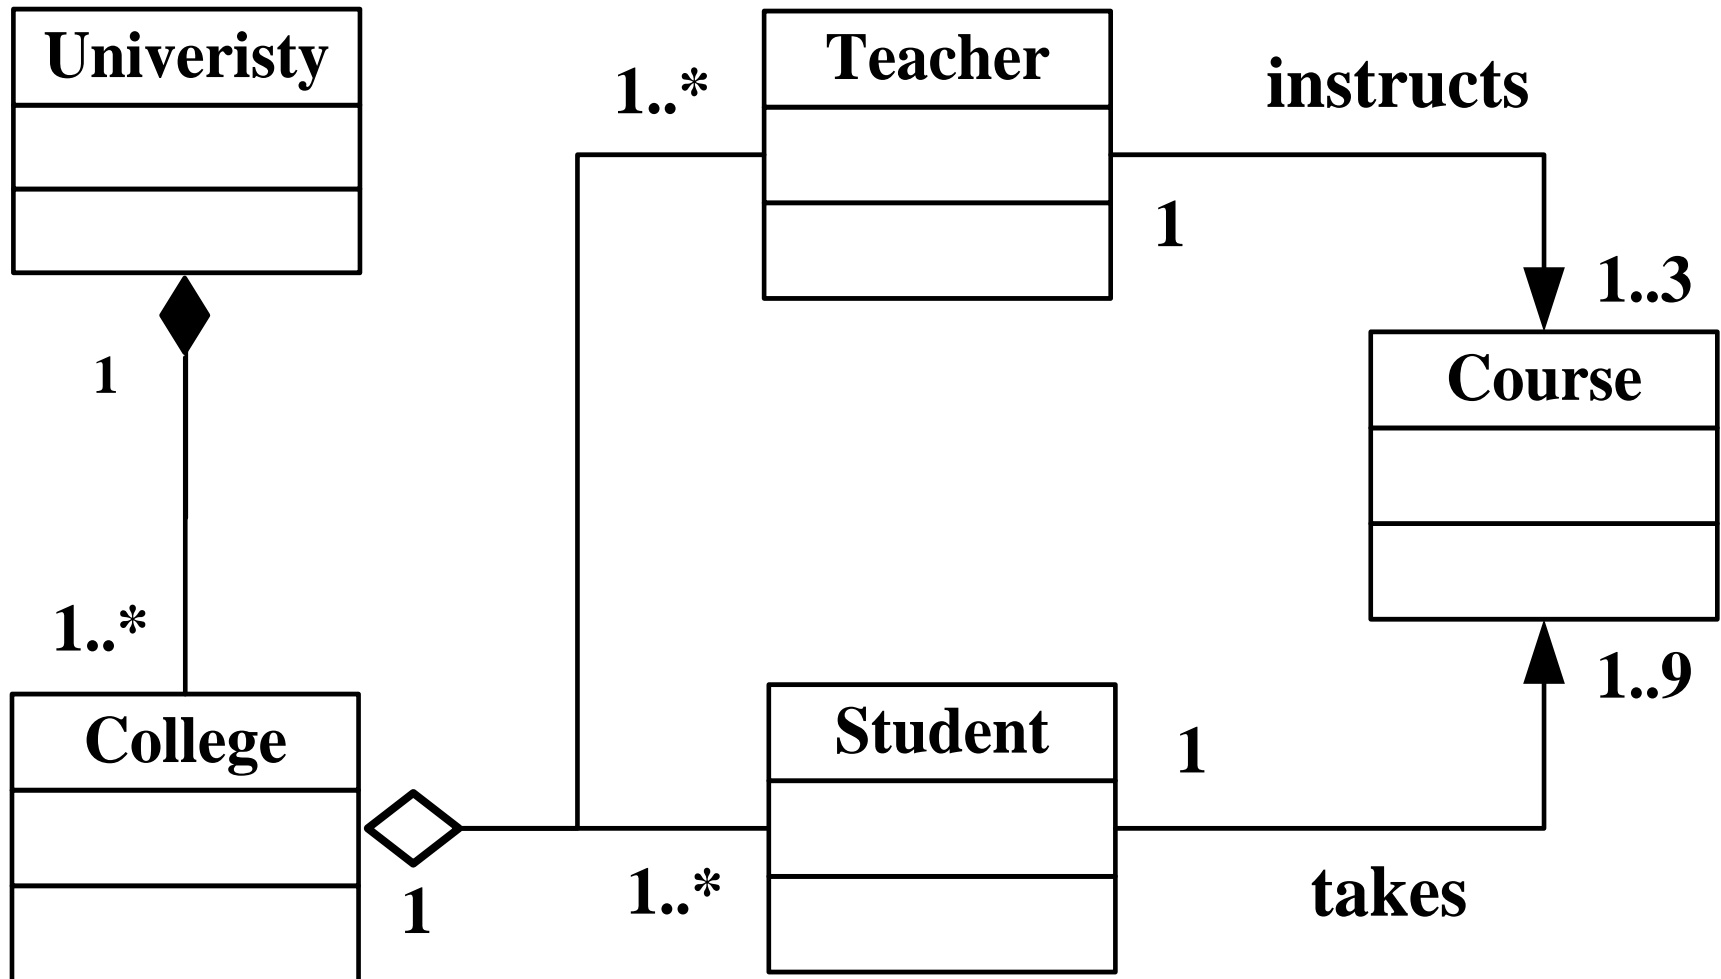 Univeristy
1
1..*
College
1
1..*
Teacher
1
instructs
1..3
Course
1..*
Student
1
takes
1..9